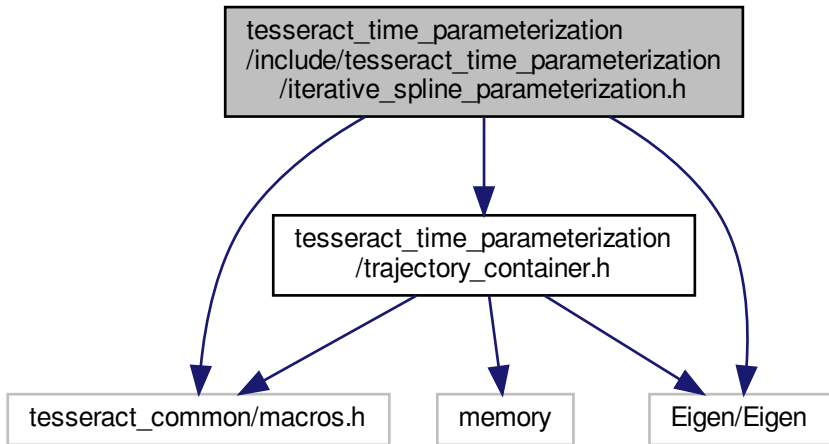 tesseract_time_parameterization
/include/tesseract_time_parameterization
/iterative_spline_parameterization.h
tesseract_time_parameterization
/trajectory_container.h
tesseract_common/macros.h
memory
Eigen/Eigen